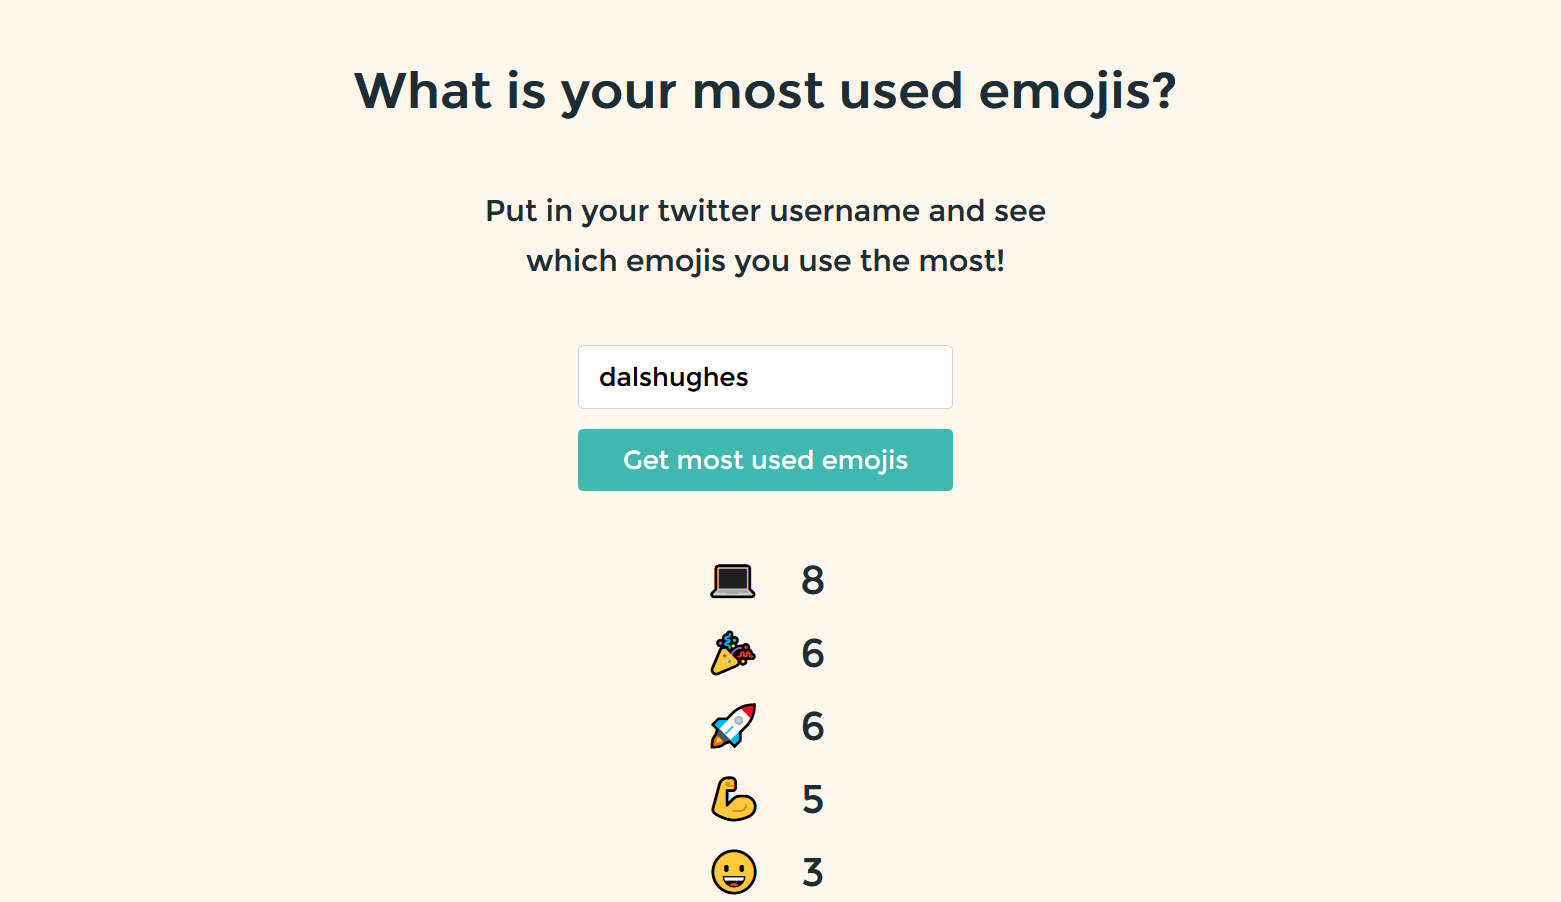 What is your most used emojis?
Put in your twitter username and see
which emojis you use the most!
dalshughes
Get most used emojis
💻 8
🎉 6
🚀 6
💪 5
😀 3